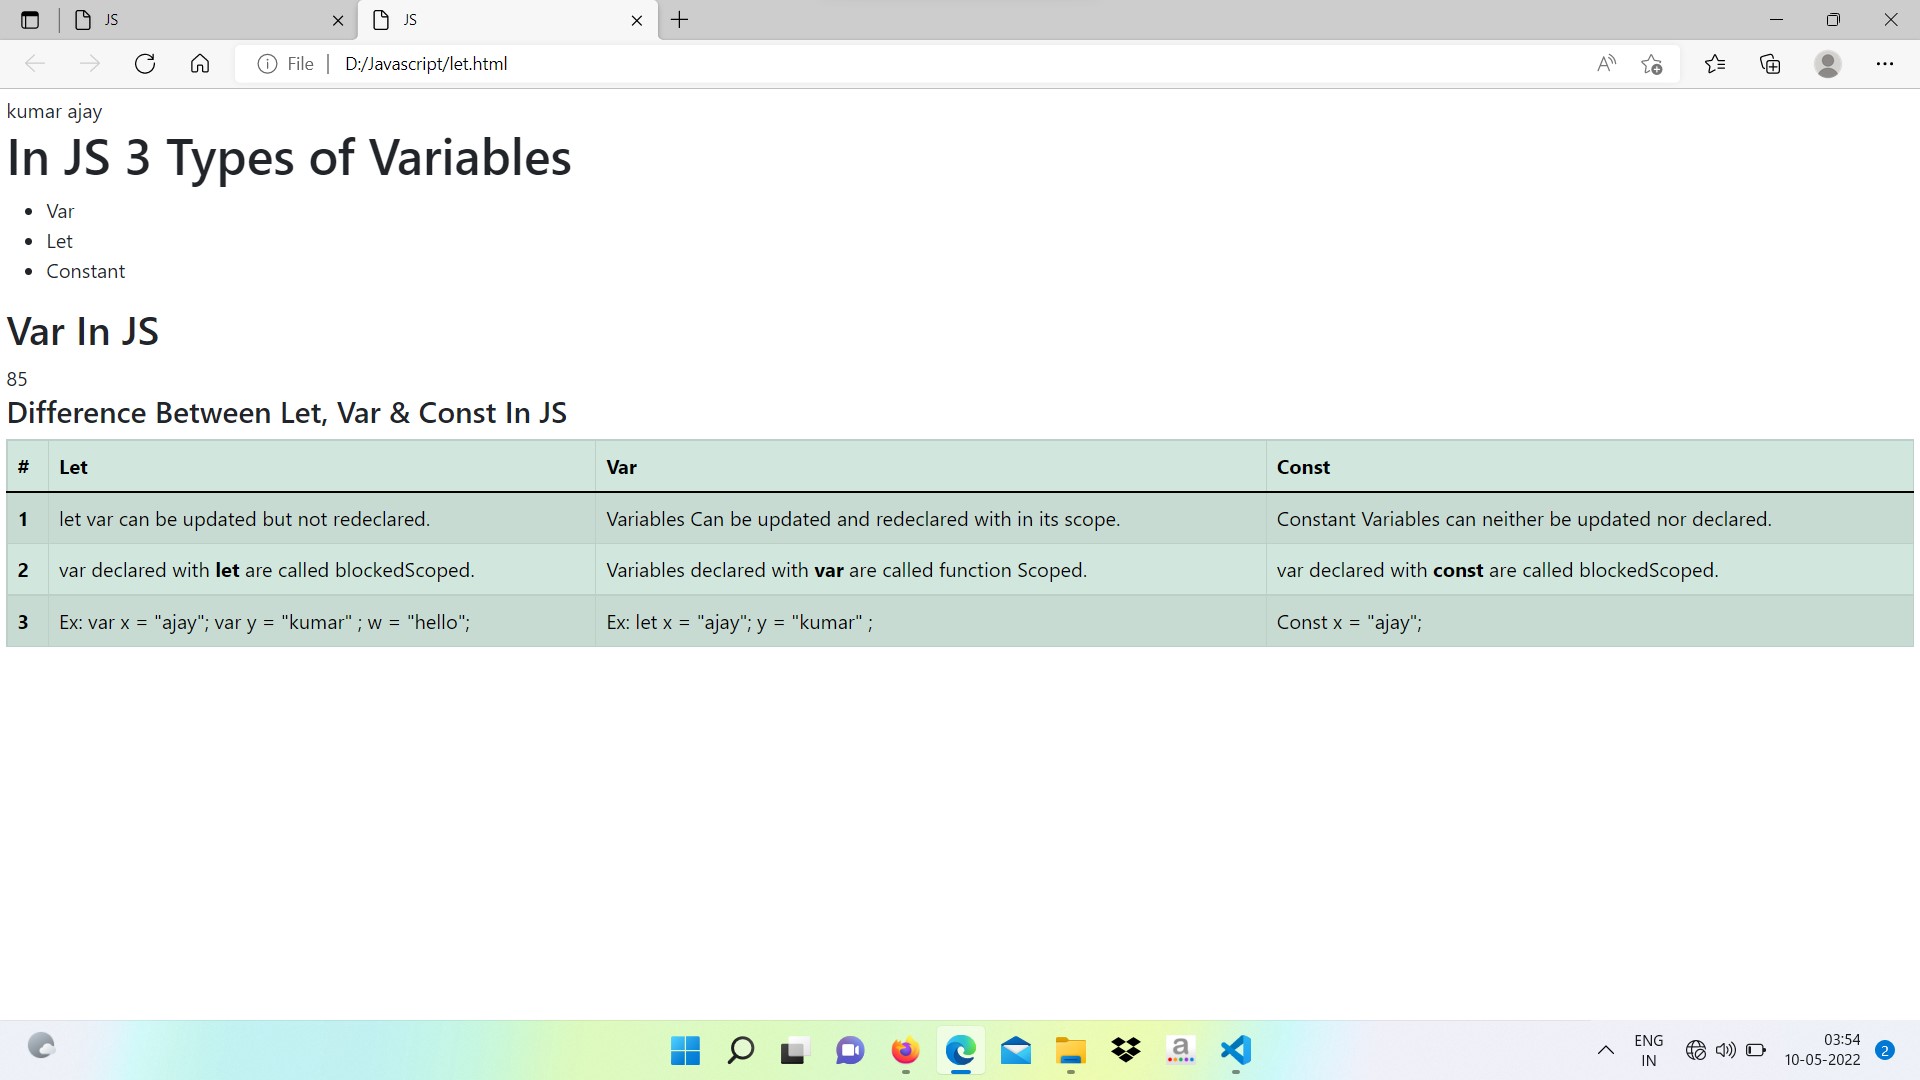 JS
JS
File
D:/Javascript/let.html
kumar ajay
In JS 3 Types of Variables
• Var
• Let
• Constant
Var In JS
85
Difference Between Let, Var & Const In JS
# Let Var Const
1 let var can be updated but not redeclared. Variables Can be updated and redeclared with in its scope. Constant Variables can neither be updated nor declared.
2 var declared with let are called blockedScoped. Variables declared with var are called function Scoped. var declared with const are called blockedScoped.
3 Ex: var x = "ajay"; var y = "kumar" ; w = "hello"; Ex: let x = "ajay"; y = "kumar" ; Const x = "ajay";
a
ENG
IN
03:54
10-05-2022
2